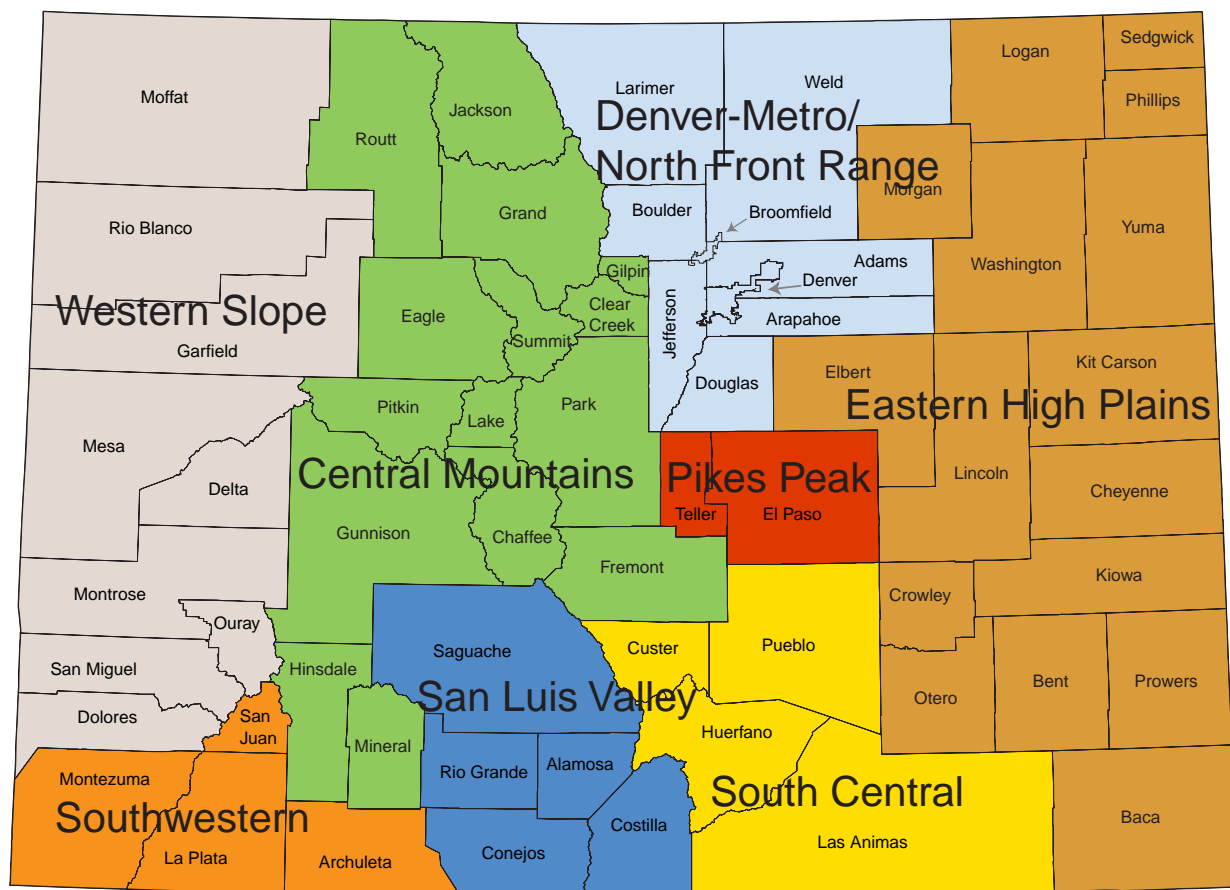 Moffat
Routt
Jackson
Larimer
Weld
Logan
Sedgwick
Phillips
Denver-Metro/
North Front Range
Morgan
Rio Blanco
Grand
Boulder
Broomfield
Yuma
Washington
Gilpin
Adams
Denver
Western Slope
Garfield
Eagle
Summit
Clear
Creek
Jefferson
Arapahoe
Douglas
Elbert
Kit Carson
Eastern High Plains
Mesa
Pitkin
Lake
Park
Central Mountains
Pikes Peak
Delta
Lincoln
Cheyenne
Gunnison
Chaffee
Teller
El Paso
Fremont
Kiowa
Montrose
Ouray
Crowley
San Miguel
Hinsdale
Saguache
Custer
Pueblo
San Luis Valley
Otero
Bent
Prowers
Dolores
San
Juan
Mineral
Huerfano
Montezuma
Rio Grande
Alamosa
South Central
Southwestern
La Plata
Archuleta
Conejos
Costilla
Las Animas
Baca